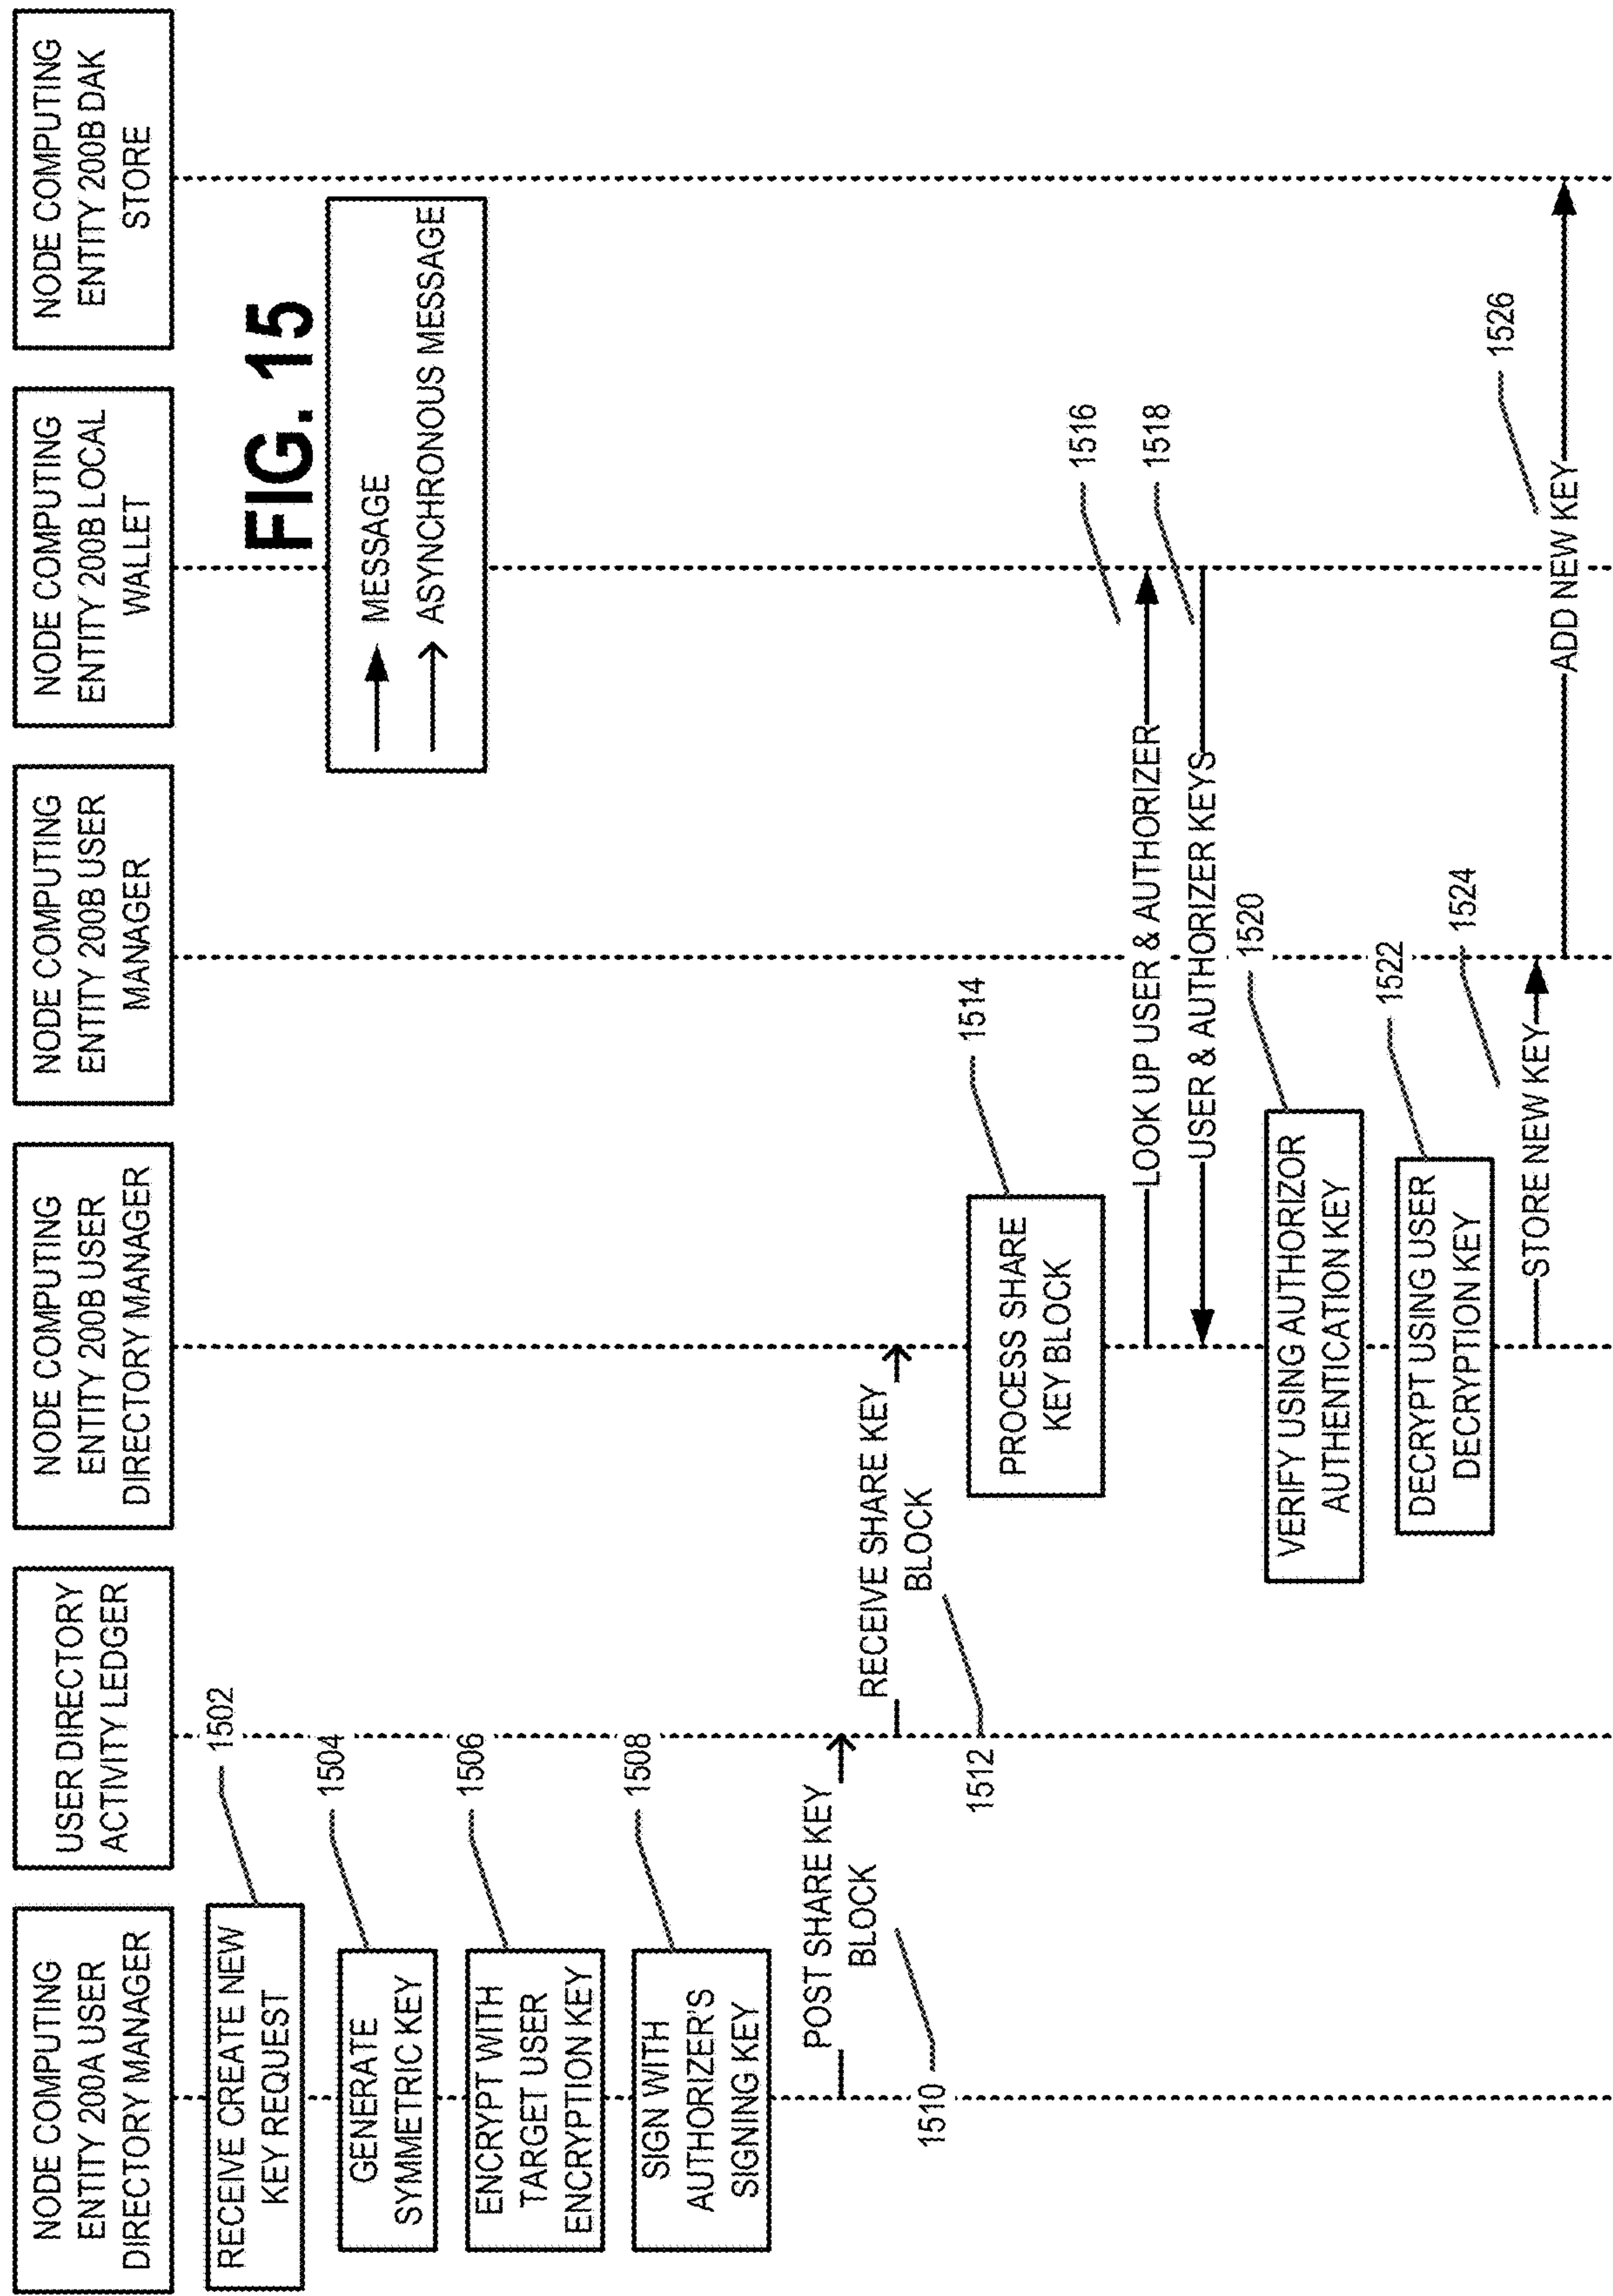 NODE COMPUTING
ENTITY 200A USER
DIRECTORY MANAGER
USER DIRECTORY
ACTIVITY LEDGER
NODE COMPUTING
ENTITY 200B USER
DIRECTORY MANAGER
NODE COMPUTING
ENTITY 200B USER
MANAGER
NODE COMPUTING
ENTITY 200B LOCAL
WALLET
NODE COMPUTING
ENTITY 200B DAK
STORE
FIG. 15
MESSAGE
ASYNCHRONOUS MESSAGE
RECEIVE CREATE NEW
KEY REQUEST
1502
GENERATE
SYMMETRIC KEY
1504
ENCRYPT WITH
TARGET USER
ENCRYPTION KEY
1506
SIGN WITH
AUTHORIZER'S
SIGNING KEY
1508
POST SHARE KEY
BLOCK
1510
RECEIVE SHARE KEY
BLOCK
1512
PROCESS SHARE
KEY BLOCK
1514
LOOK UP USER & AUTHORIZER
1516
USER & AUTHORIZER KEYS
1518
VERIFY USING AUTHORIZOR
AUTHENTICATION KEY
1520
DECRYPT USING USER
DECRYPTION KEY
1522
STORE NEW KEY
1524
ADD NEW KEY
1526